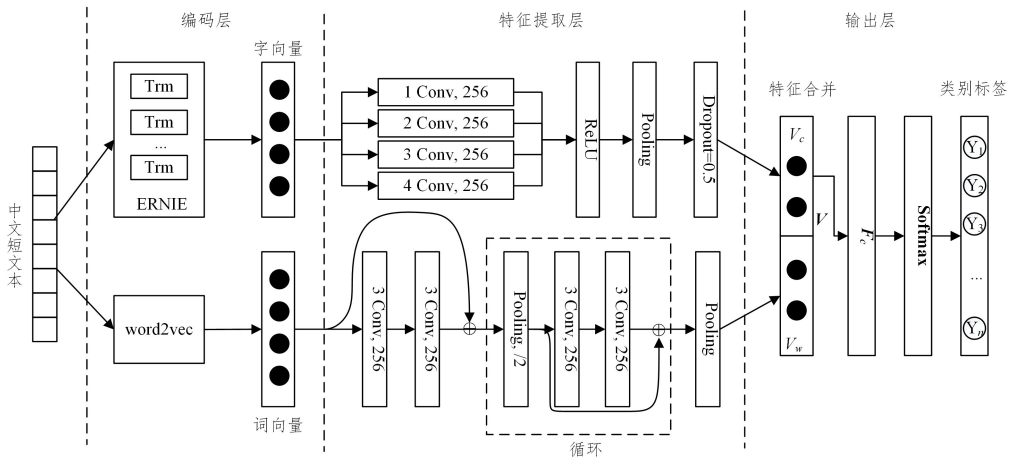 编码层
特征提取层
输出层
中文短文本
Trm
Trm
...
Trm
ERNIE
字向量
1 Conv, 256
2 Conv, 256
3 Conv, 256
4 Conv, 256
ReLU
Pooling
Dropout=0.5
word2vec
词向量
3 Conv, 256
3 Conv, 256
Pooling, /2
3 Conv, 256
3 Conv, 256
循环
Pooling
特征合并
Vc
V
Vw
Fc
Softmax
类别标签
Y1
Y2
Y3
...
Yn